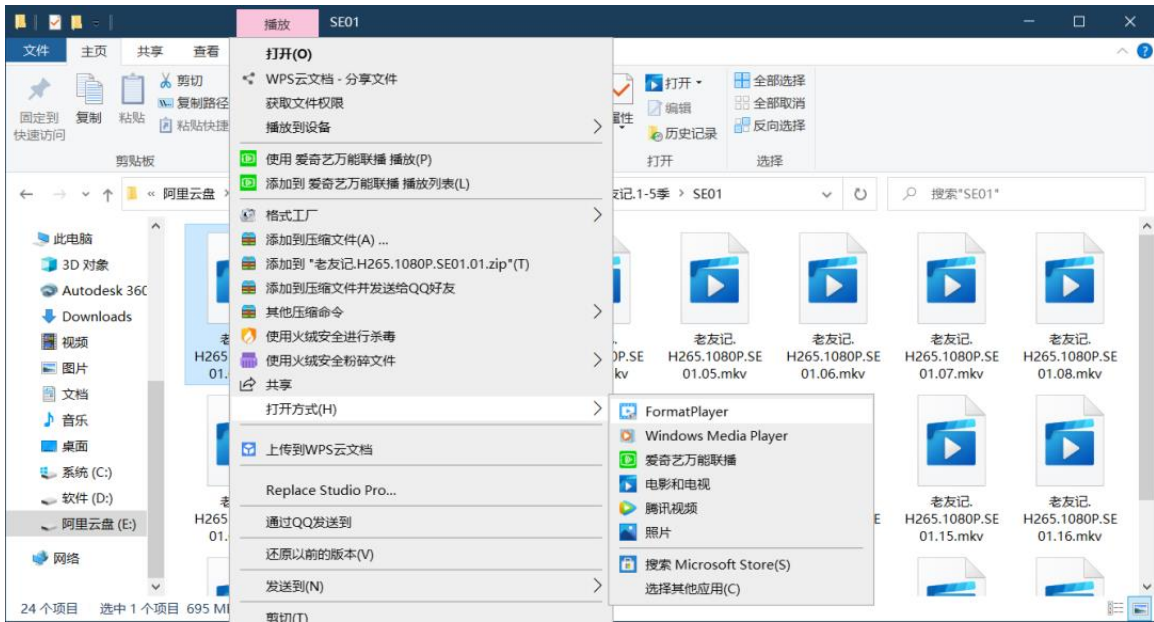 播放
SE01
文件
主页
共享
查看
固定到
快速访问
复制
粘贴
剪切
复制路径
粘贴快捷
剪贴板
属性
打开
编辑
历史记录
打开
全部选择
全部取消
反向选择
选择
« 阿里云盘 >
友记.1-5季 > SE01
搜索"SE01"
此电脑
3D 对象
Autodesk 360
Downloads
视频
图片
文档
音乐
桌面
系统 (C:)
软件 (D:)
阿里云盘 (E:)
网络
打开(O)
WPS云文档 - 分享文件
获取文件权限
播放到设备
使用 爱奇艺万能联播 播放(P)
添加到 爱奇艺万能联播 播放列表(L)
格式工厂
添加到压缩文件(A) ...
添加到 "老友记.H265.1080P.SE01.01.zip"(T)
添加到压缩文件并发送给QQ好友
其他压缩命令
使用火绒安全进行杀毒
使用火绒安全粉碎文件
共享
打开方式(H)
上传到WPS云文档
Replace Studio Pro...
通过QQ发送到
还原以前的版本(V)
发送到(N)
剪切(T)
FormatPlayer
Windows Media Player
爱奇艺万能联播
电影和电视
腾讯视频
照片
搜索 Microsoft Store(S)
选择其他应用(C)
老
H265
01.
P.SE
kv
老友记.
H265.1080P.SE
01.05.mkv
老友记.
H265.1080P.SE
01.06.mkv
老友记.
H265.1080P.SE
01.07.mkv
老友记.
H265.1080P.SE
01.08.mkv
老
H265
01.
E
老友记.
H265.1080P.SE
01.15.mkv
老友记.
H265.1080P.SE
01.16.mkv
24 个项目
选中 1 个项目
695 M